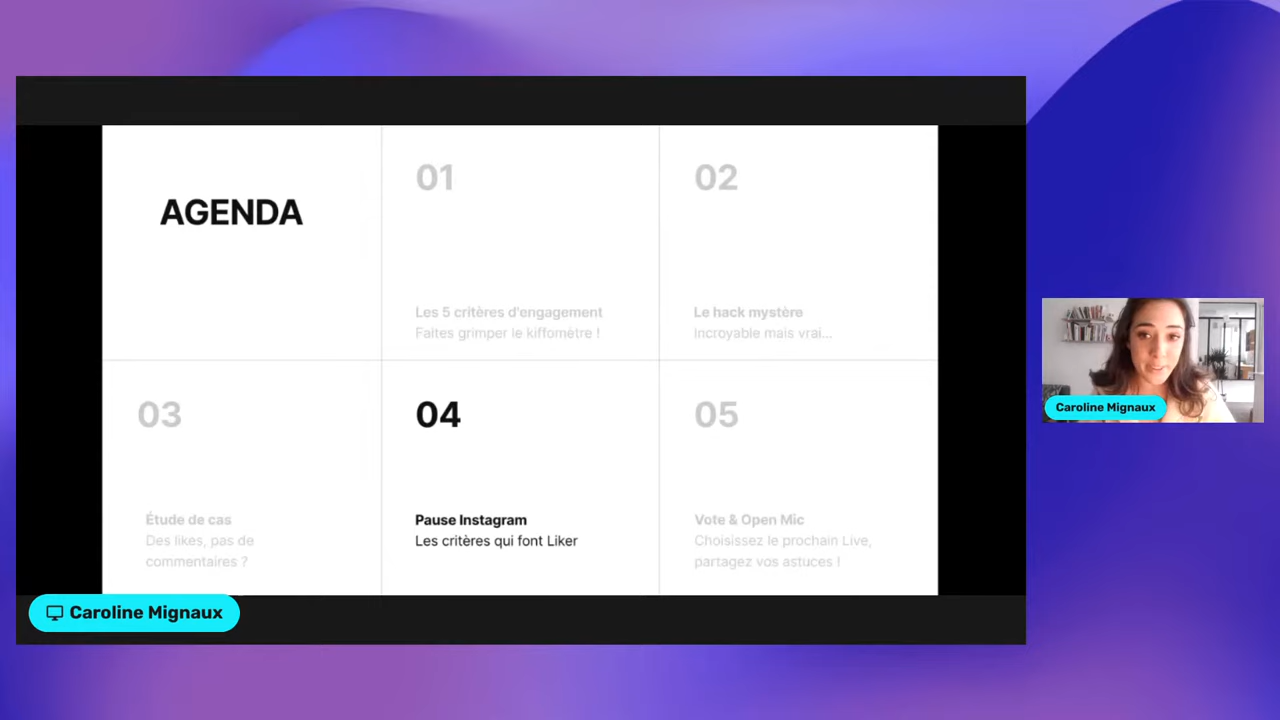 AGENDA
01
Les 5 critères d'engagement
Faites grimper le kiffomètre !
02
Le hack mystère
Incroyable mais vrai...
03
Étude de cas
Des likes, pas de
commentaires ?
04
Pause Instagram
Les critères qui font Liker
05
Vote & Open Mic
Choisissez le prochain Live,
partagez vos astuces !
Caroline Mignaux
Caroline Mignaux